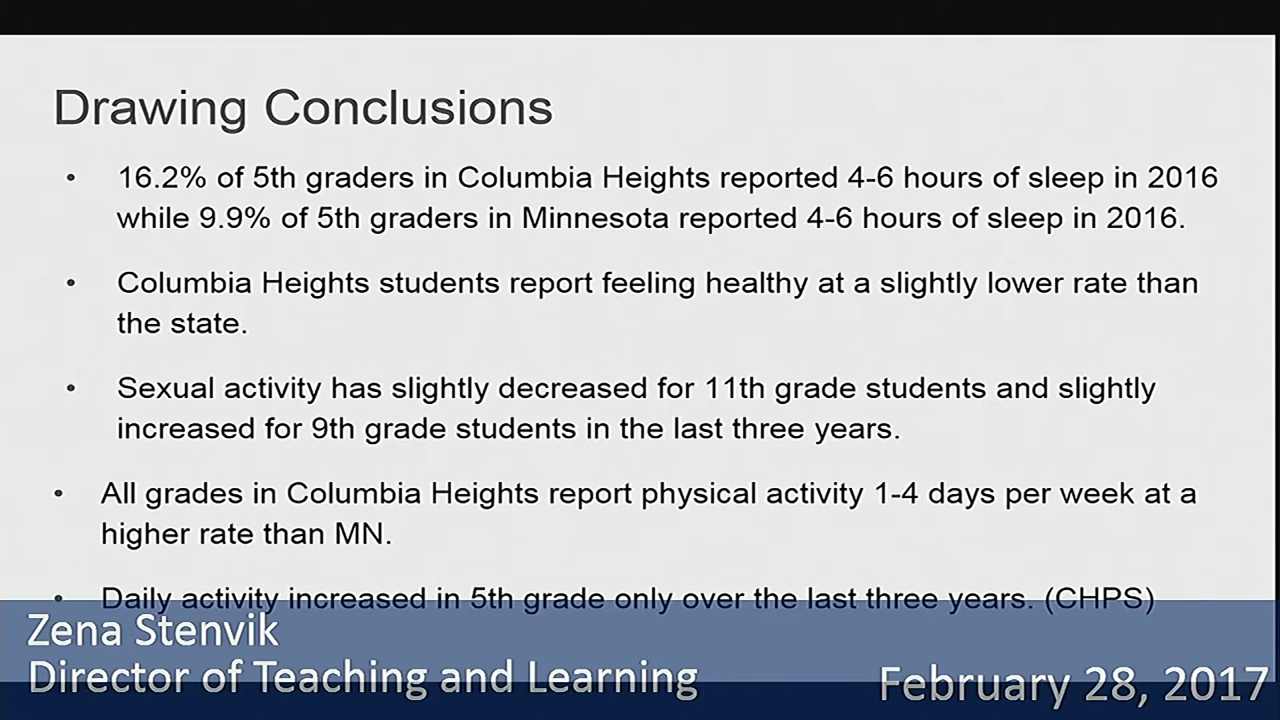 Drawing Conclusions
• 16.2% of 5th graders in Columbia Heights reported 4-6 hours of sleep in 2016
while 9.9% of 5th graders in Minnesota reported 4-6 hours of sleep in 2016.
• Columbia Heights students report feeling healthy at a slightly lower rate than
the state.
• Sexual activity has slightly decreased for 11th grade students and slightly
increased for 9th grade students in the last three years.
• All grades in Columbia Heights report physical activity 1-4 days per week at a
higher rate than MN.
• Daily activity increased in 5th grade only over the last three years. (CHPS)
Zena Stenvik
Director of Teaching and Learning
February 28, 2017